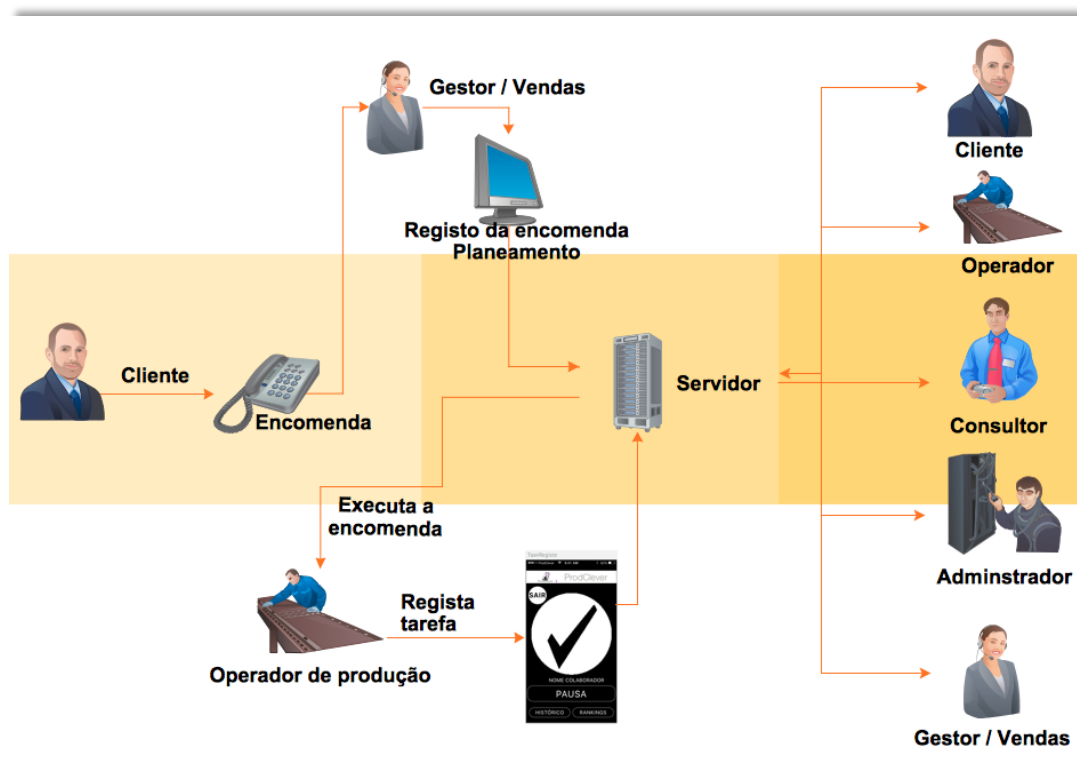 Gestor / Vendas
Cliente
Registo da encomenda
Planeamento
Operador
Cliente
Encomenda
Servidor
Consultor
Executa a
encomenda
Adminstrador
ProdClever
SAIR
Regista
tarefa
Operador de produção
NOME COLABORADOR
PAUSA
HISTÓRICO
RANKINGS
Gestor / Vendas